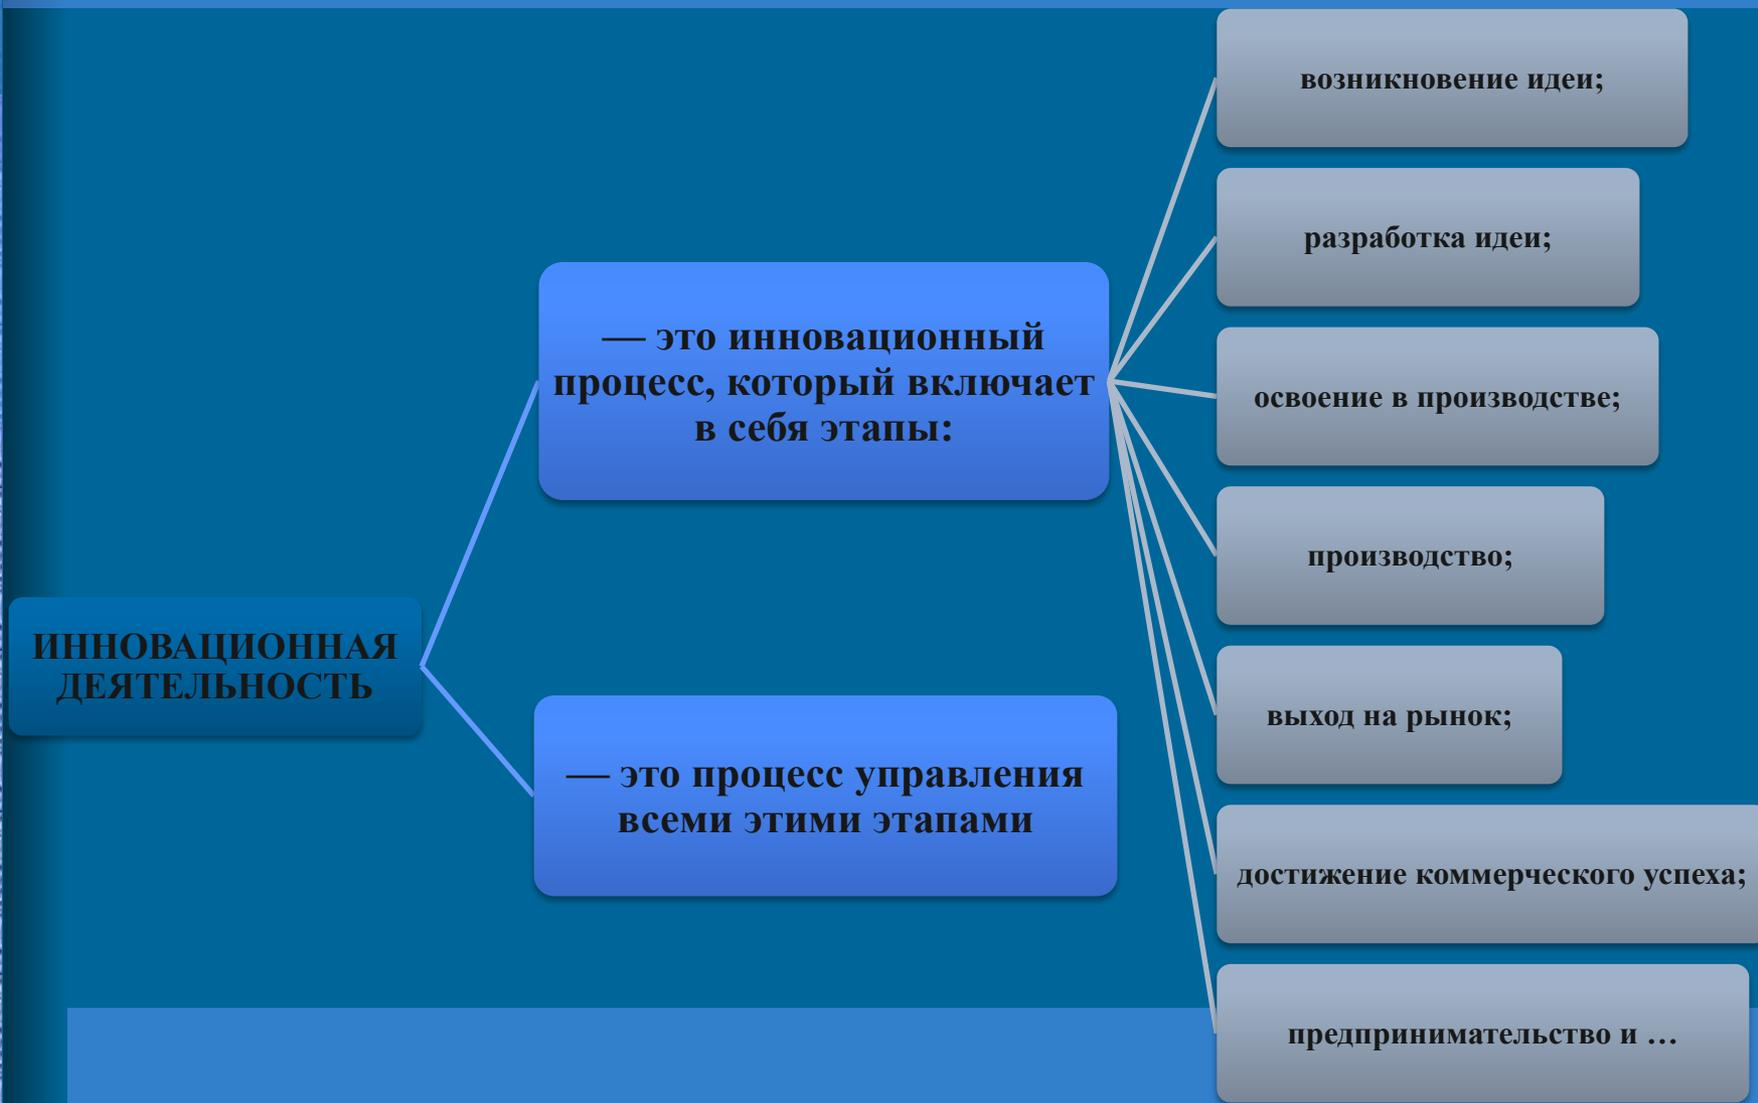 ИННОВАЦИОННАЯ
ДЕЯТЕЛЬНОСТЬ
— это инновационный
процесс, который включает
в себя этапы:
возникновение идеи;
разработка идеи;
освоение в производстве;
производство;
выход на рынок;
достижение коммерческого успеха;
предпринимательство и …
— это процесс управления
всеми этими этапами